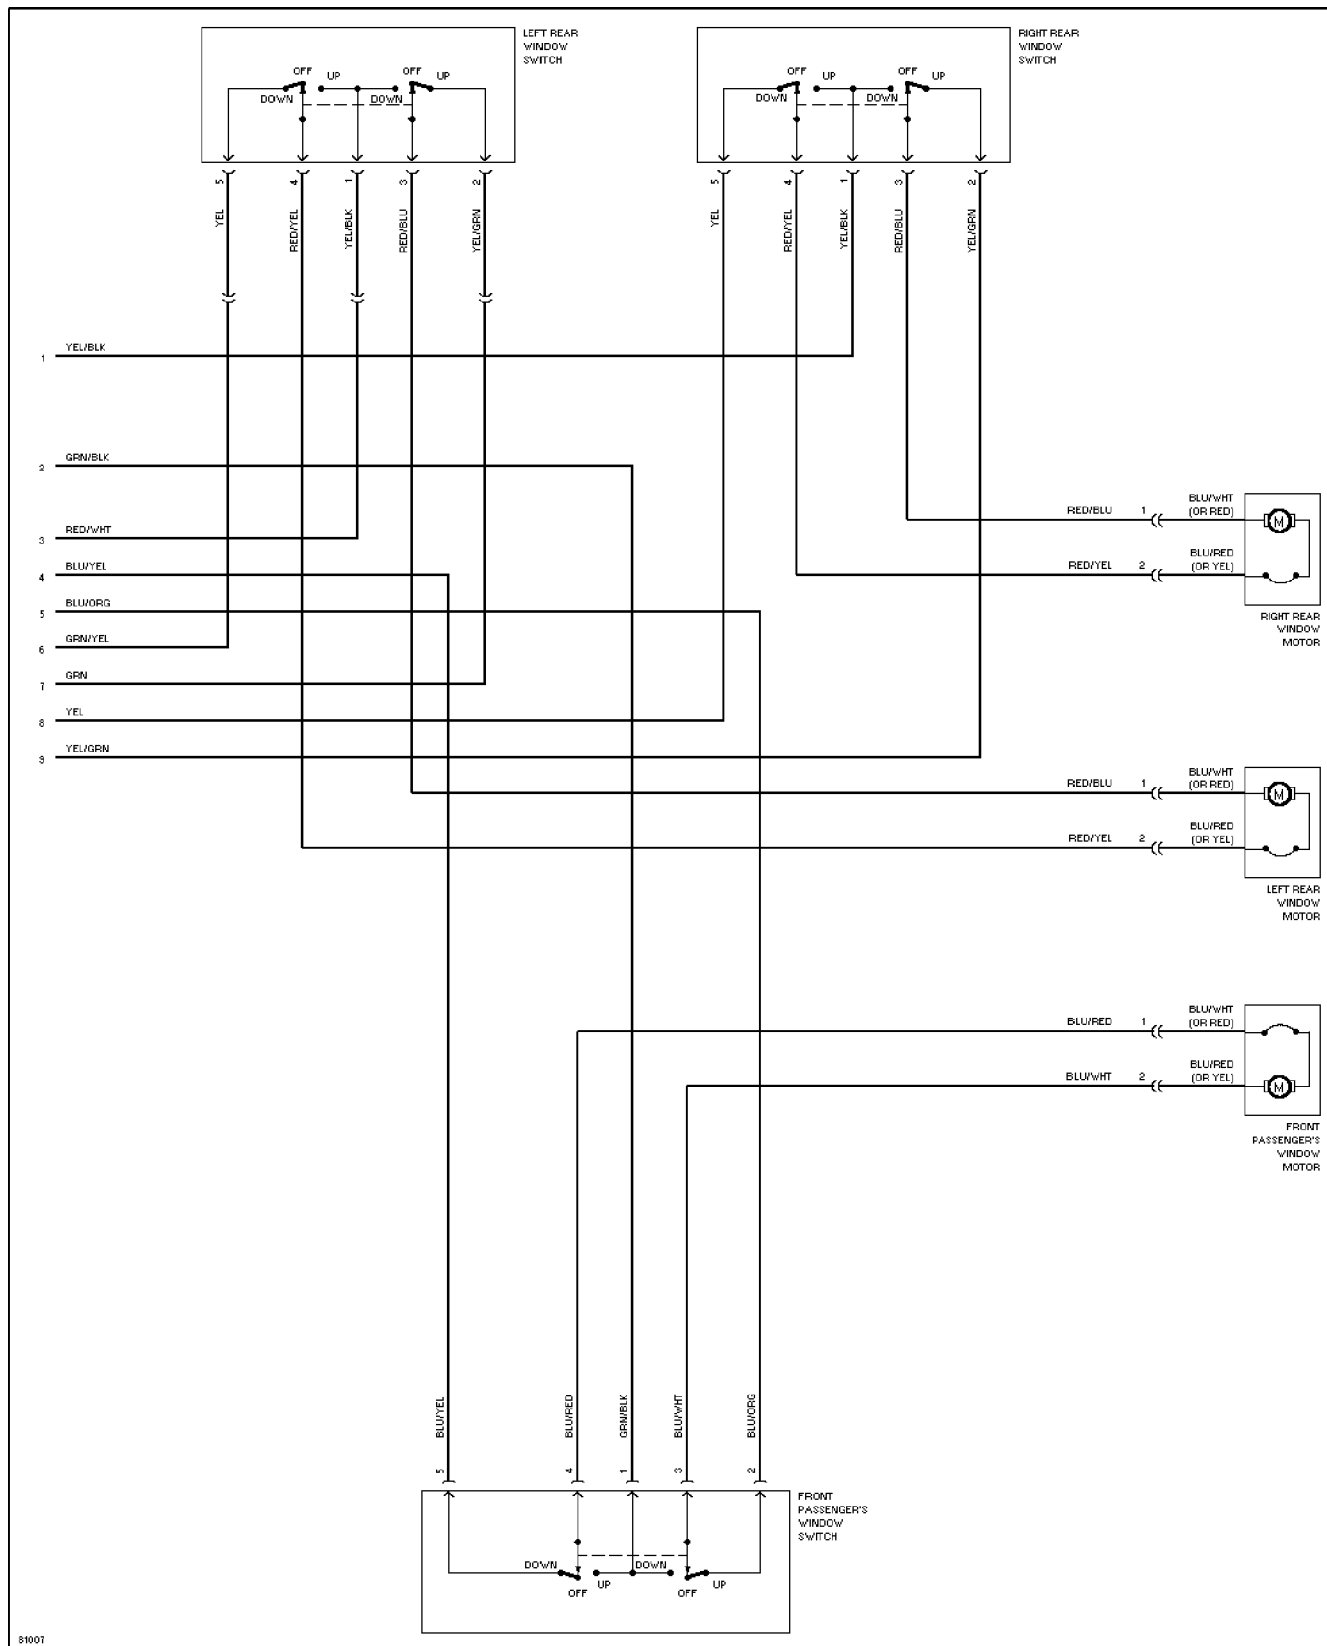 LEFT REAR
WINDOW
SWITCH
OFF UP OFF UP
DOWN DOWN
RIGHT REAR
WINDOW
SWITCH
OFF UP OFF UP
DOWN DOWN
5 4 1 3 2
YEL RED/YEL YEL/BLK RED/BLU YEL/GRN
5 4 1 3 2
YEL RED/YEL YEL/BLK RED/BLU YEL/GRN
1 YEL/BLK
2 GRN/BLK
3 RED/WHT
4 BLU/YEL
5 BLU/ORG
6 GRN/YEL
7 GRN
8 YEL
9 YEL/GRN
RED/BLU 1 BLU/WHT
(OR RED)
M
RED/YEL 2 BLU/RED
(OR YEL)
RIGHT REAR
WINDOW
MOTOR
RED/BLU 1 BLU/WHT
(OR RED)
M
RED/YEL 2 BLU/RED
(OR YEL)
LEFT REAR
WINDOW
MOTOR
BLU/RED 1 BLU/WHT
(OR RED)
BLU/WHT 2 BLU/RED
(OR YEL)
M
FRONT
PASSENGER'S
WINDOW
MOTOR
BLU/YEL BLU/RED GRN/BLK BLU/WHT BLU/ORG
5 4 1 3 2
FRONT
PASSENGER'S
WINDOW
SWITCH
DOWN DOWN
OFF UP OFF UP
81007